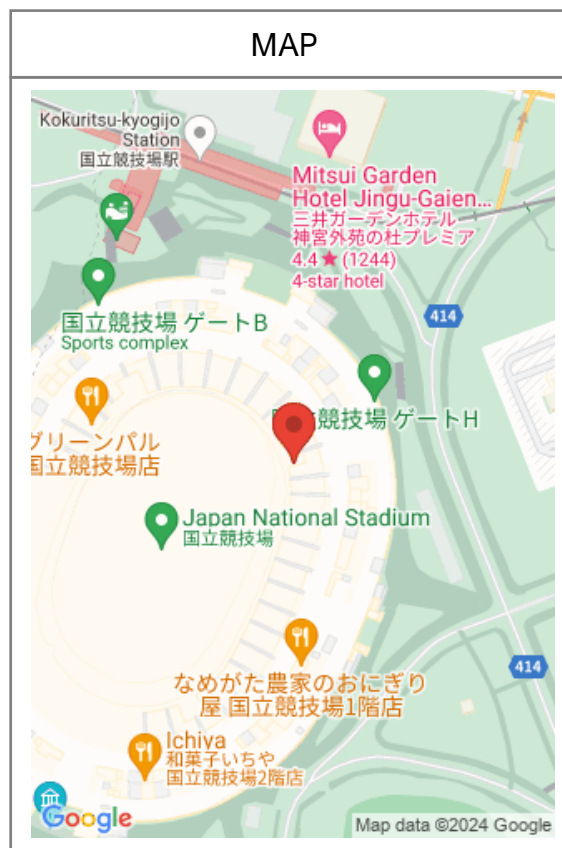 MAP
Kokuritsu-kyogijo
Station
国立競技場駅
Mitsui Garden
Hotel Jingu-Gaien...
三井ガーデンホテル
神宮外苑の杜プレミア
4.4★ (1244)
4-star hotel
414
国立競技場 ゲートB
Sports complex
競技場 ゲートH
グリーンパル
国立競技場店
Japan National Stadium
国立競技場
414
なめがた農家のおにぎり
屋 国立競技場1階店
Ichiya
和菓子いちや
国立競技場2階店
Google
Map data ©2024 Google